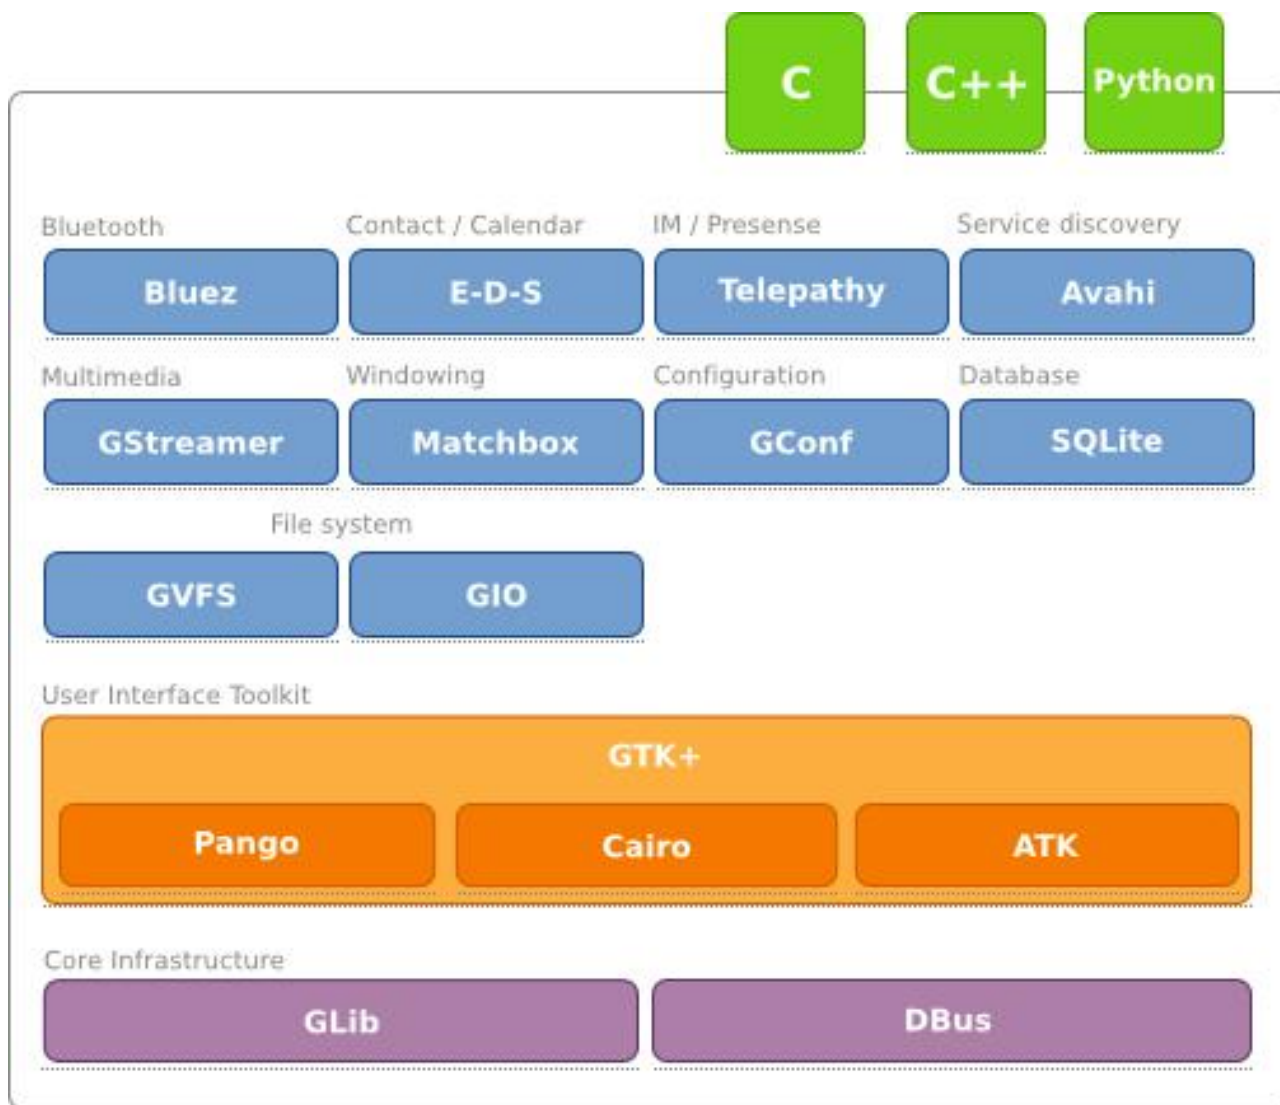 C C++ Python
Bluetooth Contact / Calendar IM / Presense Service discovery
Bluez E-D-S Telepathy Avahi
Multimedia Windowing Configuration Database
GStreamer Matchbox GConf SQLite
File system
GVFS GIO
User Interface Toolkit
GTK+
Pango Cairo ATK
Core Infrastructure
GLib DBus